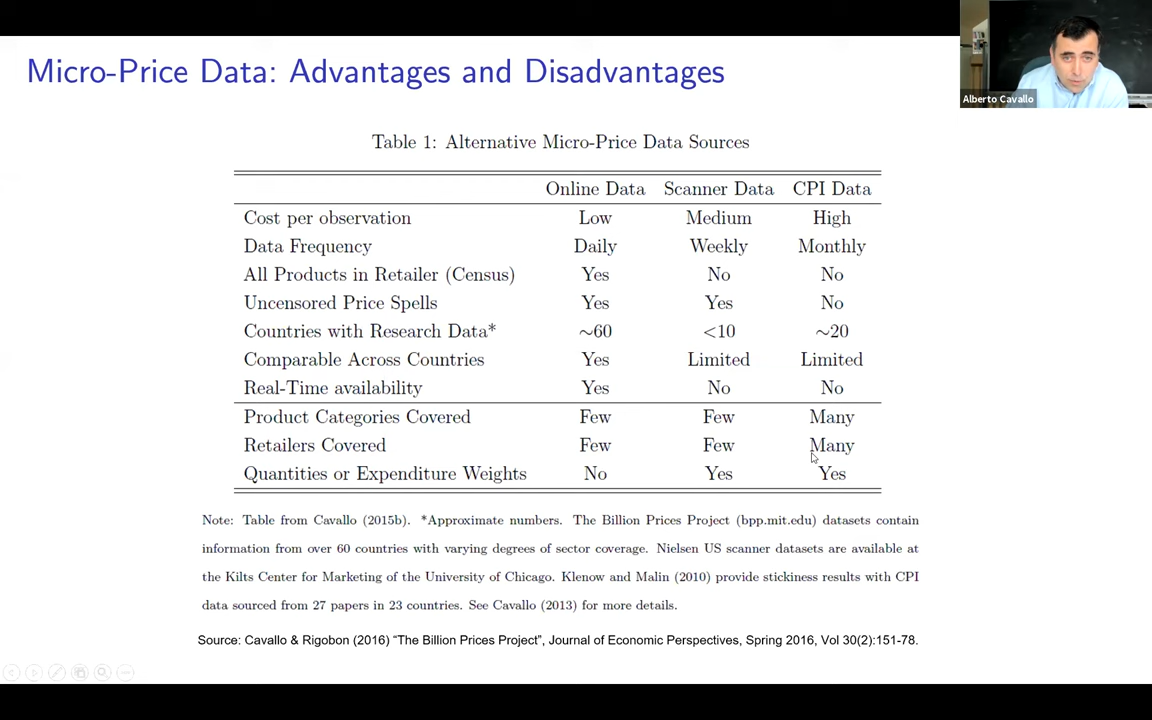 Micro-Price Data: Advantages and Disadvantages
Alberto Cavallo
Table 1: Alternative Micro-Price Data Sources
Online Data Scanner Data CPI Data
Cost per observation Low Medium High
Data Frequency Daily Weekly Monthly
All Products in Retailer (Census) Yes No No
Uncensored Price Spells Yes Yes No
Countries with Research Data* ∼60 <10 ∼20
Comparable Across Countries Yes Limited Limited
Real-Time availability Yes No No
Product Categories Covered Few Few Many
Retailers Covered Few Few Many
Quantities or Expenditure Weights No Yes Yes
Note: Table from Cavallo (2015b). *Approximate numbers. The Billion Prices Project (bpp.mit.edu) datasets contain
information from over 60 countries with varying degrees of sector coverage. Nielsen US scanner datasets are available at
the Kilts Center for Marketing of the University of Chicago. Klenow and Malin (2010) provide stickiness results with CPI
data sourced from 27 papers in 23 countries. See Cavallo (2013) for more details.
Source: Cavallo & Rigobon (2016) “The Billion Prices Project”, Journal of Economic Perspectives, Spring 2016, Vol 30(2):151-78.